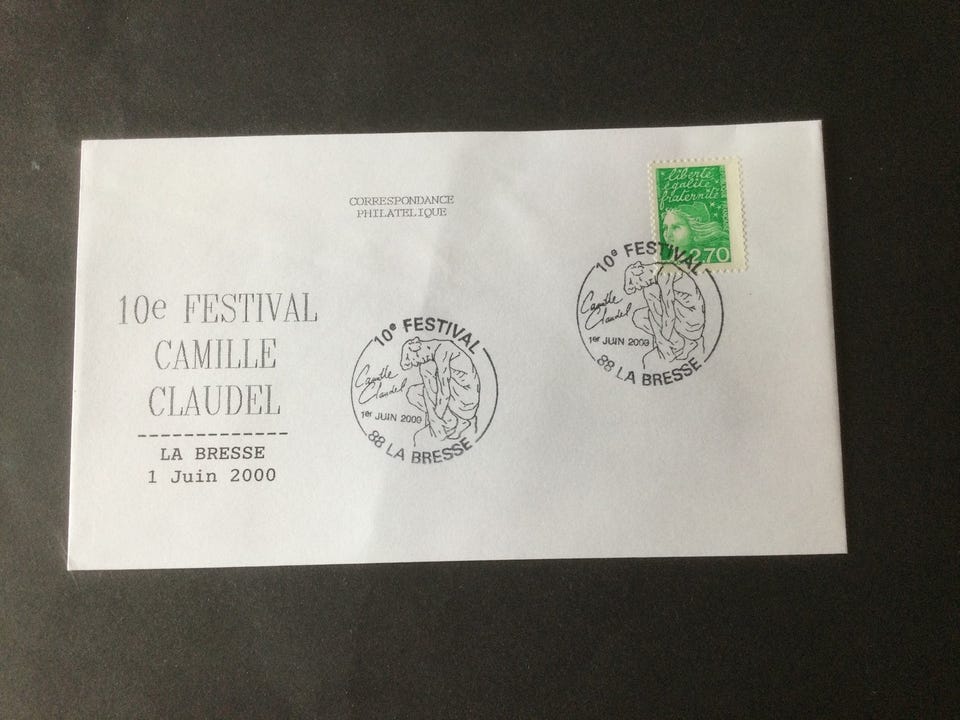 CORRESPONDANCE
PHILATELIQUE
liberté
égalité
fraternité
2,70
10e FESTIVAL
CAMILLE
CLAUDEL
LA BRESSE
1 Juin 2000
10e FESTIVAL
Camille
Claudel
1er JUIN 2000
88 LA BRESSE
10e FESTIVAL
Camille
Claudel
1er JUIN 2000
88 LA BRESSE